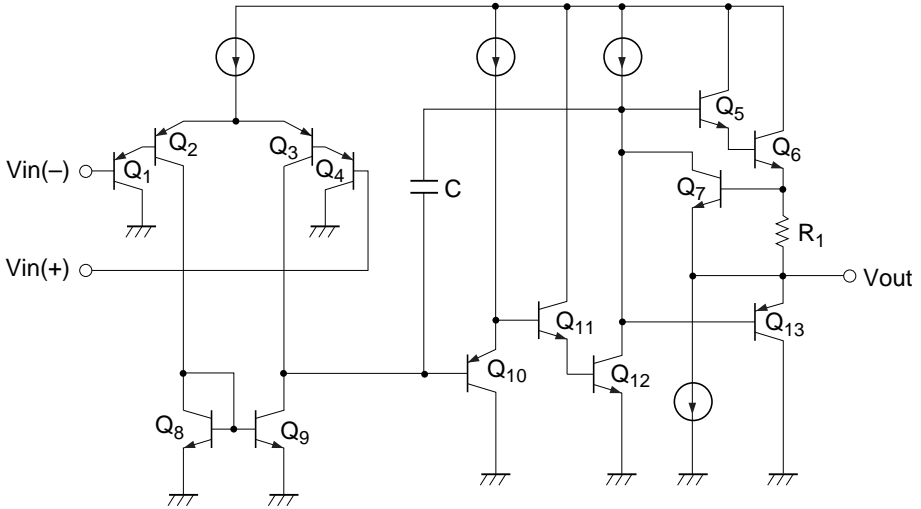 Q5
Q2
Q3
Q6
Vin(–)
Q1
Q4
C
Q7
R1
Vin(+)
Vout
Q11
Q13
Q10
Q12
Q8
Q9